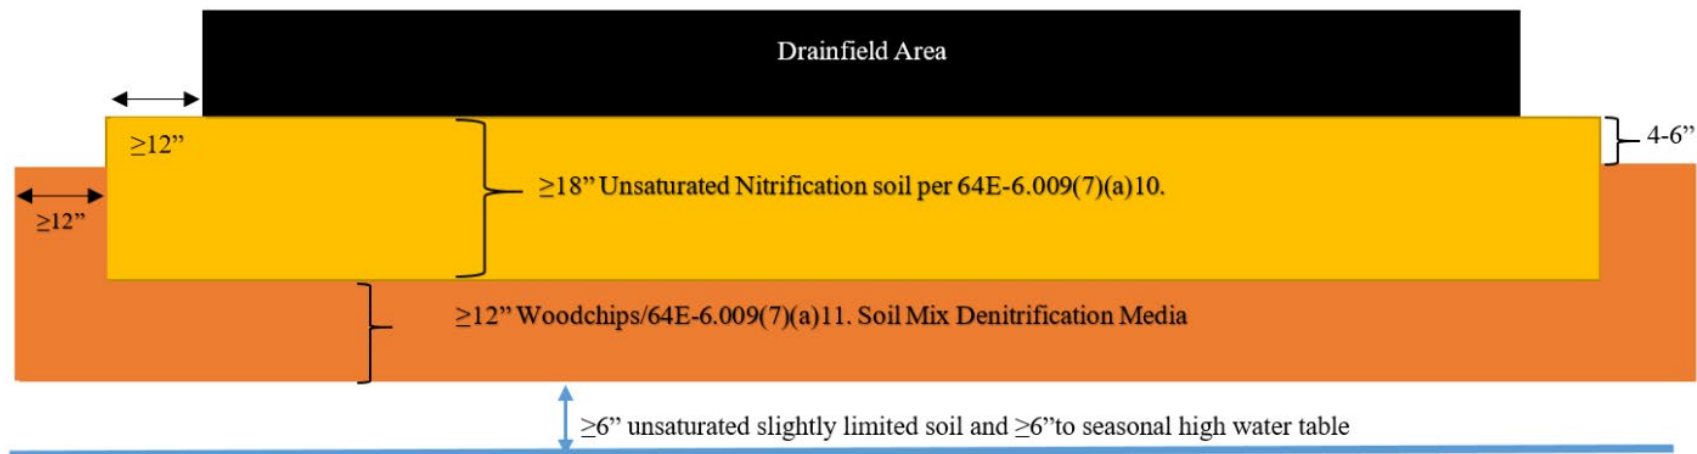 Drainfield Area
≥12”
4-6”
≥18” Unsaturated Nitrification soil per 64E-6.009(7)(a)10.
≥12”
≥12” Woodchips/64E-6.009(7)(a)11. Soil Mix Denitrification Media
≥6” unsaturated slightly limited soil and ≥6”to seasonal high water table